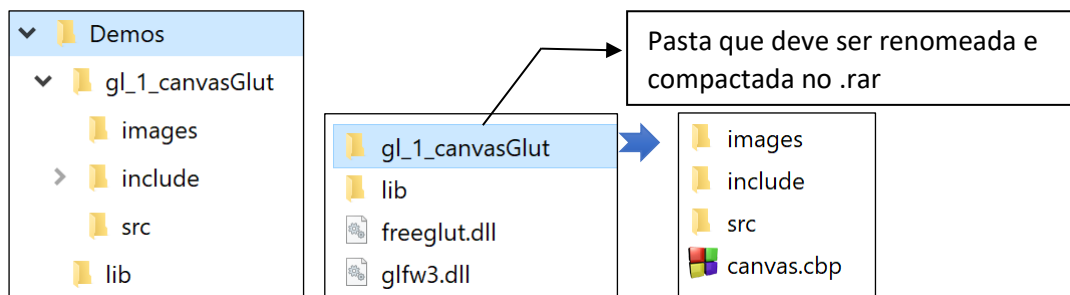 Demos
gl_1_canvasGlut
images
include
src
lib
gl_1_canvasGlut
lib
freeglut.dll
glfw3.dll
Pasta que deve ser renomeada e
compactada no .rar
images
include
src
canvas.cbp